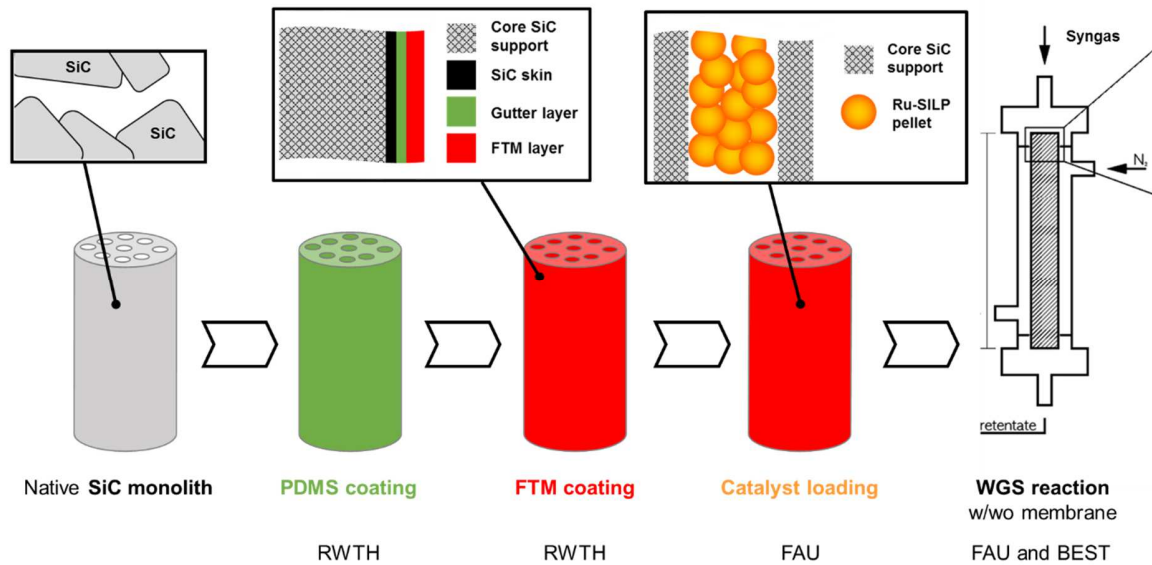 SiC
SiC
Core SiC
support
SiC skin
Gutter layer
FTM layer
Core SiC
support
Ru-SILP
pellet
Syngas
N₂
retentate
Native SiC monolith
PDMS coating
FTM coating
Catalyst loading
WGS reaction
w/wo membrane
RWTH
RWTH
FAU
FAU and BEST